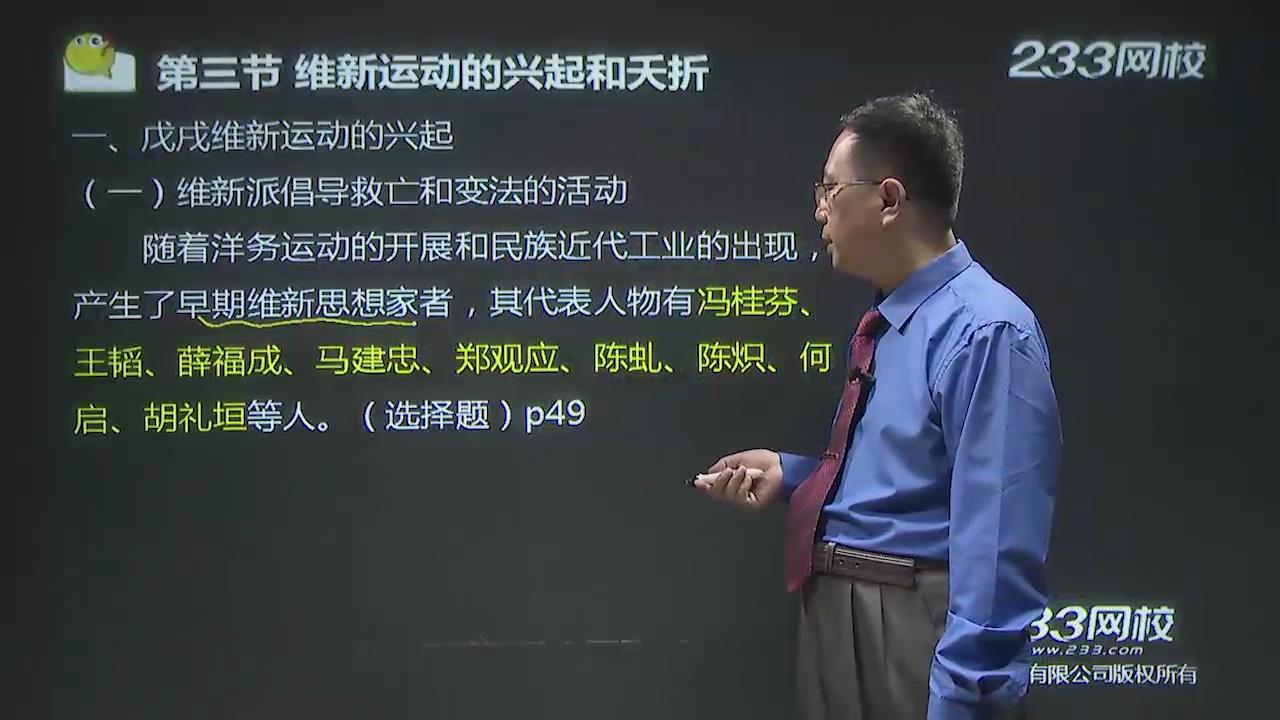 第三节 维新运动的兴起和夭折
233网校
一、戊戌维新运动的兴起
（一）维新派倡导救亡和变法的活动
随着洋务运动的开展和民族近代工业的出现，
产生了早期维新思想家者，其代表人物有冯桂芬、
王韬、薛福成、马建忠、郑观应、陈虬、陈炽、何
启、胡礼垣等人。（选择题）p49
33网校
ww.233.com
有限公司版权所有